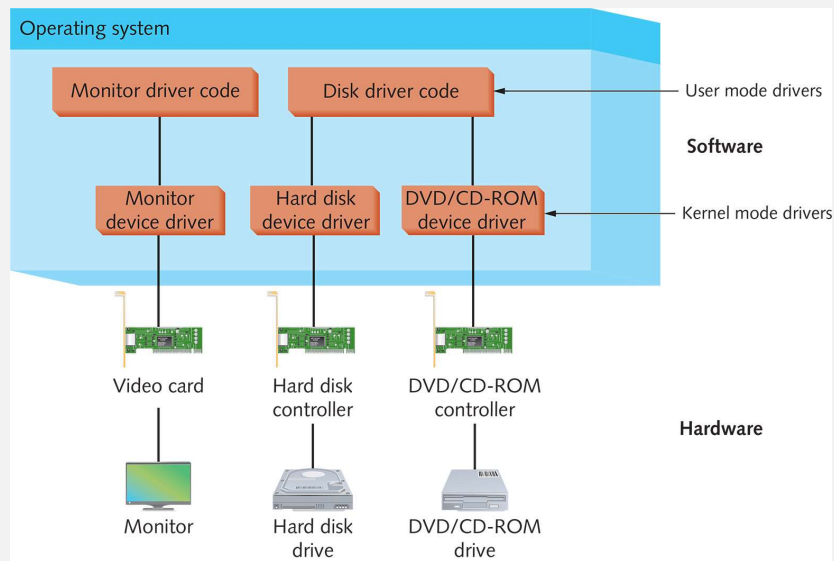 Operating system
Monitor driver code
Disk driver code
User mode drivers
Software
Monitor
device driver
Hard disk
device driver
DVD/CD-ROM
device driver
Kernel mode drivers
Video card
Hard disk
controller
DVD/CD-ROM
controller
Hardware
Monitor
Hard disk
drive
DVD/CD-ROM
drive